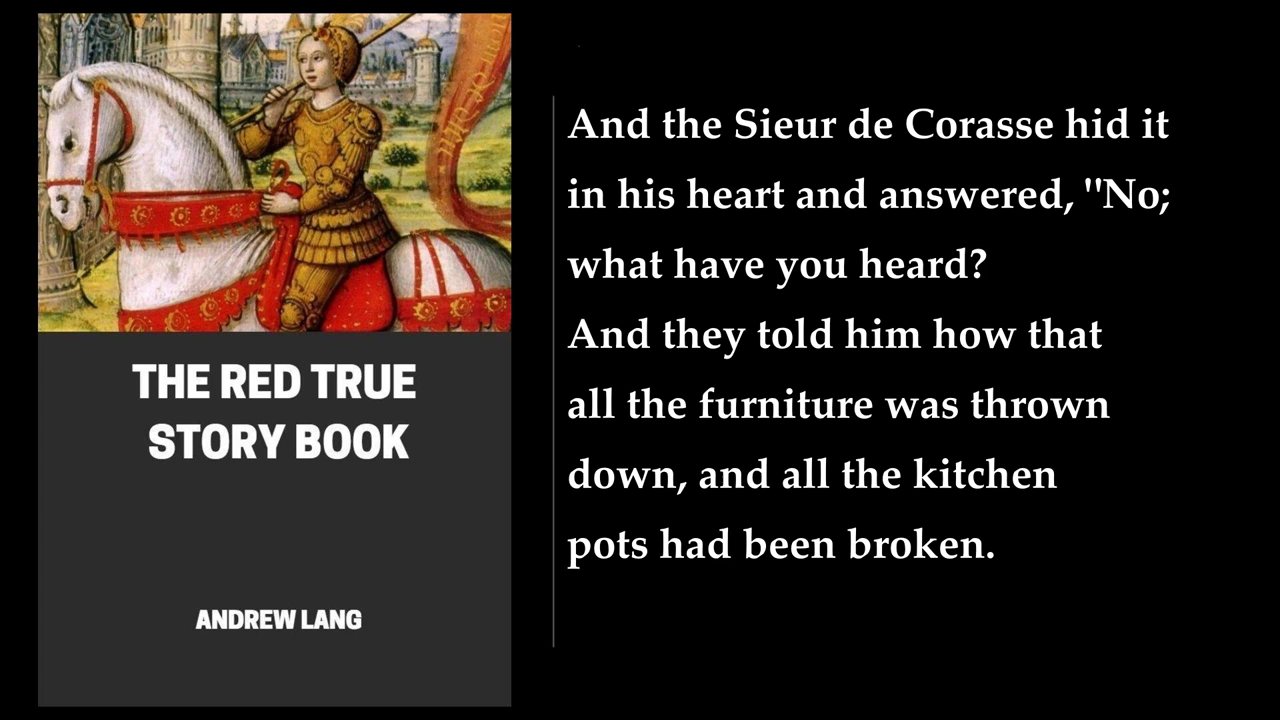 THE RED TRUE
STORY BOOK
ANDREW LANG
And the Sieur de Corasse hid it
in his heart and answered, "No;
what have you heard?
And they told him how that
all the furniture was thrown
down, and all the kitchen
pots had been broken.